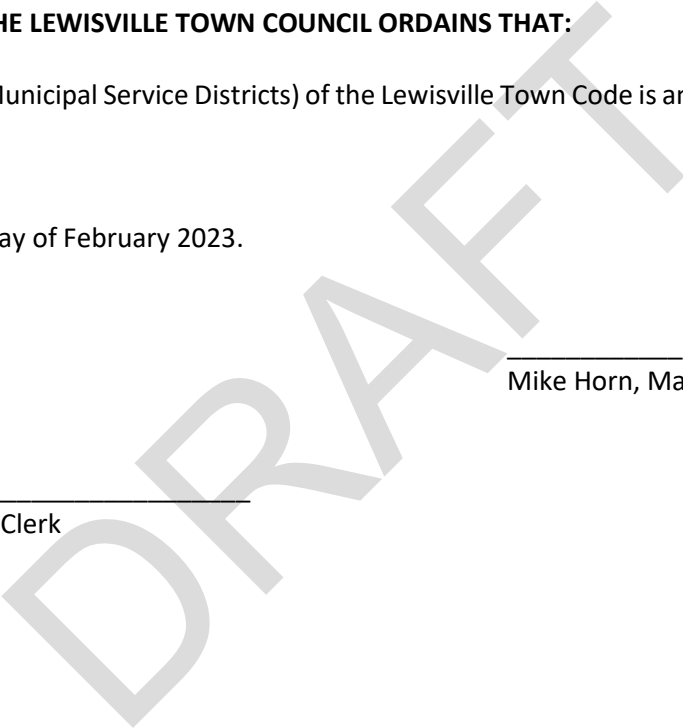 HE LEWISVILLE TOWN COUNCIL ORDAINS THAT:
Municipal Service Districts) of the Lewisville Town Code is
ay of February 2023.
Mike Horn, Ma
Clerk
DRAFT